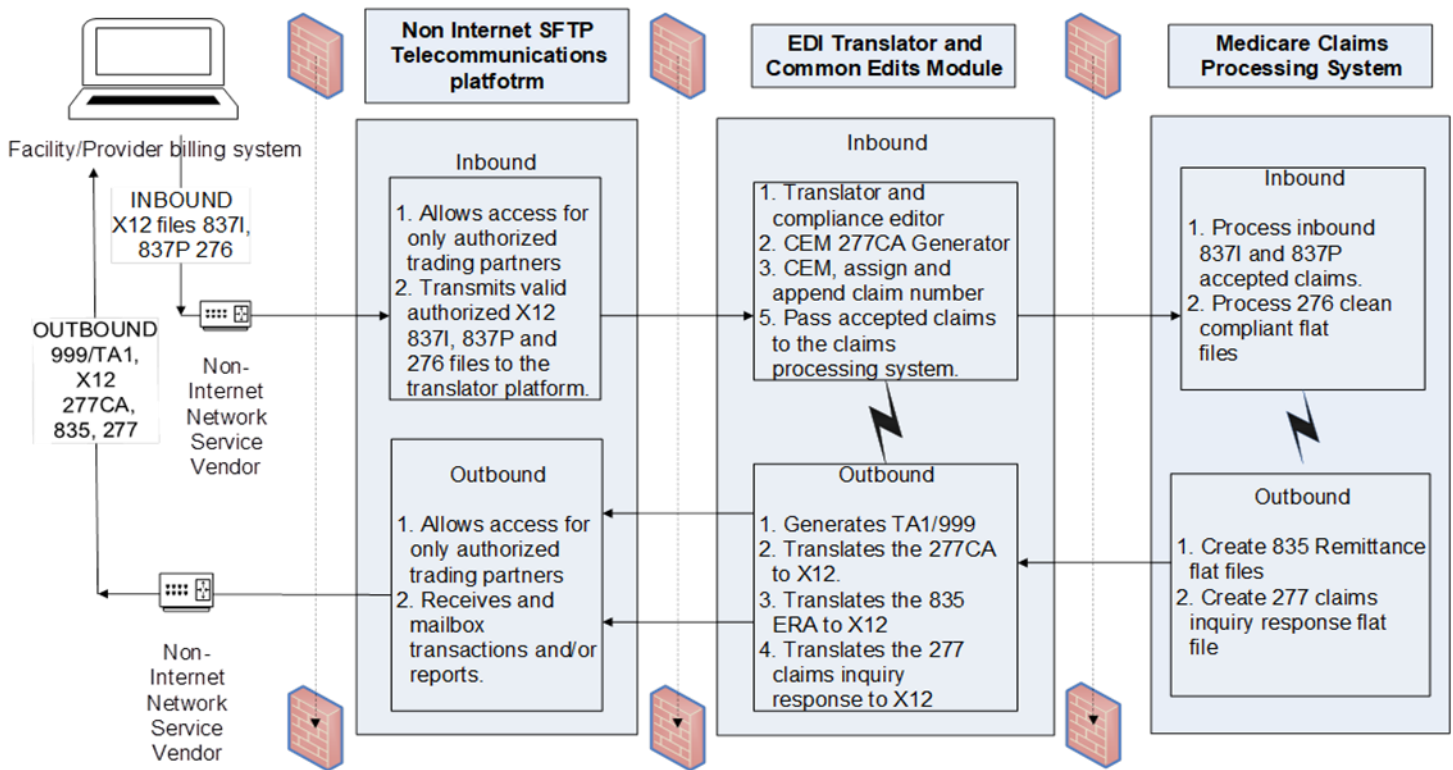 Non Internet SFTP
Telecommunications
platfotrm
EDI Translator and
Common Edits Module
Medicare Claims
Processing System
Facility/Provider billing system
INBOUND
X12 files 837I,
837P 276
OUTBOUND
999/TA1,
X12
277CA,
835, 277
Non-
Internet
Network
Service
Vendor
Non-
Internet
Network
Service
Vendor
Inbound
1. Allows access for
only authorized
trading partners
2. Transmits valid
authorized X12
837I, 837P and
276 files to the
translator platform.
Outbound
1. Allows access for
only authorized
trading partners
2. Receives and
mailbox
transactions and/or
reports.
Inbound
1. Translator and
compliance editor
2. CEM 277CA Generator
3. CEM, assign and
append claim number
5. Pass accepted claims
to the claims
processing system.
Outbound
1. Generates TA1/999
2. Translates the 277CA
to X12.
3. Translates the 835
ERA to X12
4. Translates the 277
claims inquiry
response to X12
Inbound
1. Process inbound
837I and 837P
accepted claims.
2. Process 276 clean
compliant flat
files
Outbound
1. Create 835 Remittance
flat files
2. Create 277 claims
inquiry response flat
file